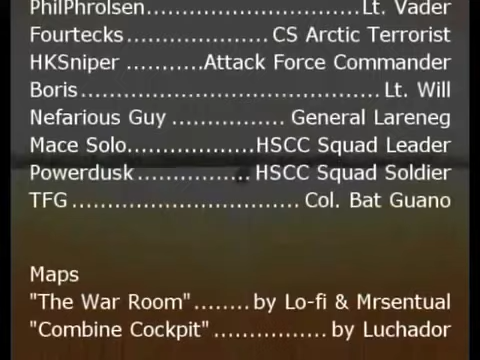 PhilPhrolsen..............................Lt. Vader
Fourtecks....................CS Arctic Terrorist
HKSniper ...........Attack Force Commander
Boris..........................................Lt. Will
Nefarious Guy ................ General Lareneg
Mace Solo..................HSCC Squad Leader
Powerdusk................ HSCC Squad Soldier
TFG................................ Col. Bat Guano
Maps
"The War Room"........by Lo-fi & Mrsentual
"Combine Cockpit"................ by Luchador